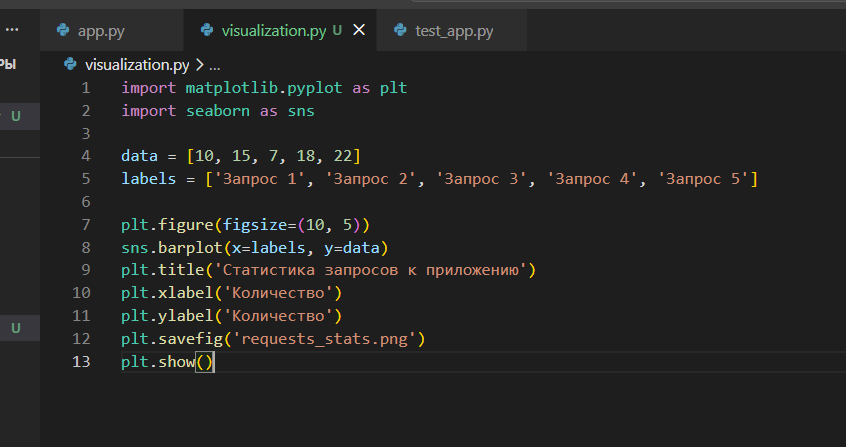 ... app.py visualization.py U test_app.py
РЫ visualization.py > ...
1 import matplotlib.pyplot as plt
U 2 import seaborn as sns
3
4 data = [10, 15, 7, 18, 22]
5 labels = ['Запрос 1', 'Запрос 2', 'Запрос 3', 'Запрос 4', 'Запрос 5']
6
7 plt.figure(figsize=(10, 5))
8 sns.barplot(x=labels, y=data)
9 plt.title('Статистика запросов к приложению')
10 plt.xlabel('Количество')
11 plt.ylabel('Количество')
U 12 plt.savefig('requests_stats.png')
13 plt.show()